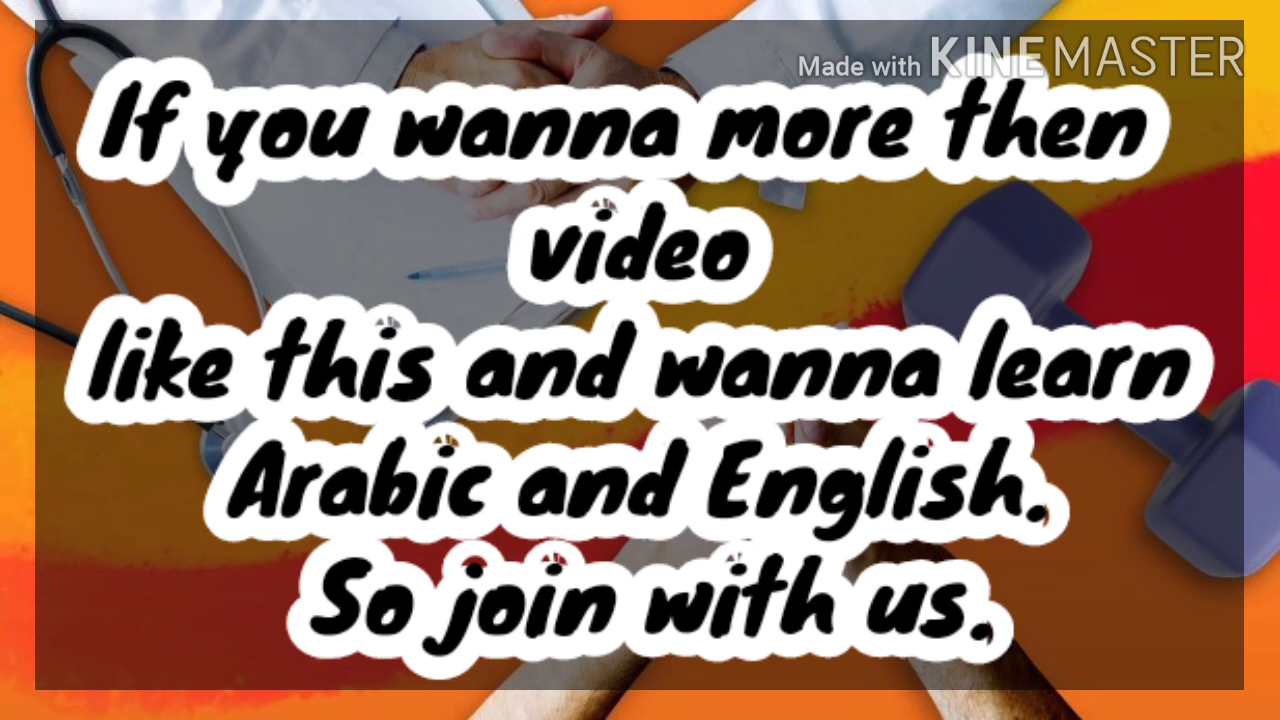 Made with KINEMASTER
If you wanna more then
video
like this and wanna learn
Arabic and English.
So join with us.